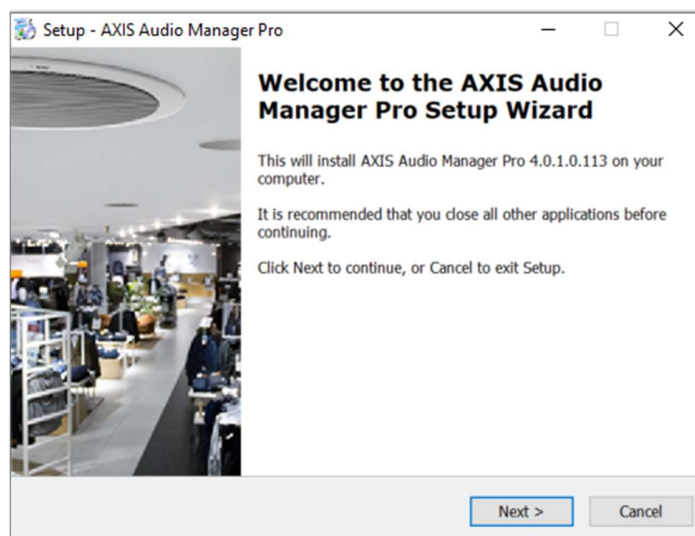 Setup - AXIS Audio Manager Pro
Welcome to the AXIS Audio
Manager Pro Setup Wizard
This will install AXIS Audio Manager Pro 4.0.1.0.113 on your
computer.
It is recommended that you close all other applications before
continuing.
Click Next to continue, or Cancel to exit Setup.
Next >
Cancel